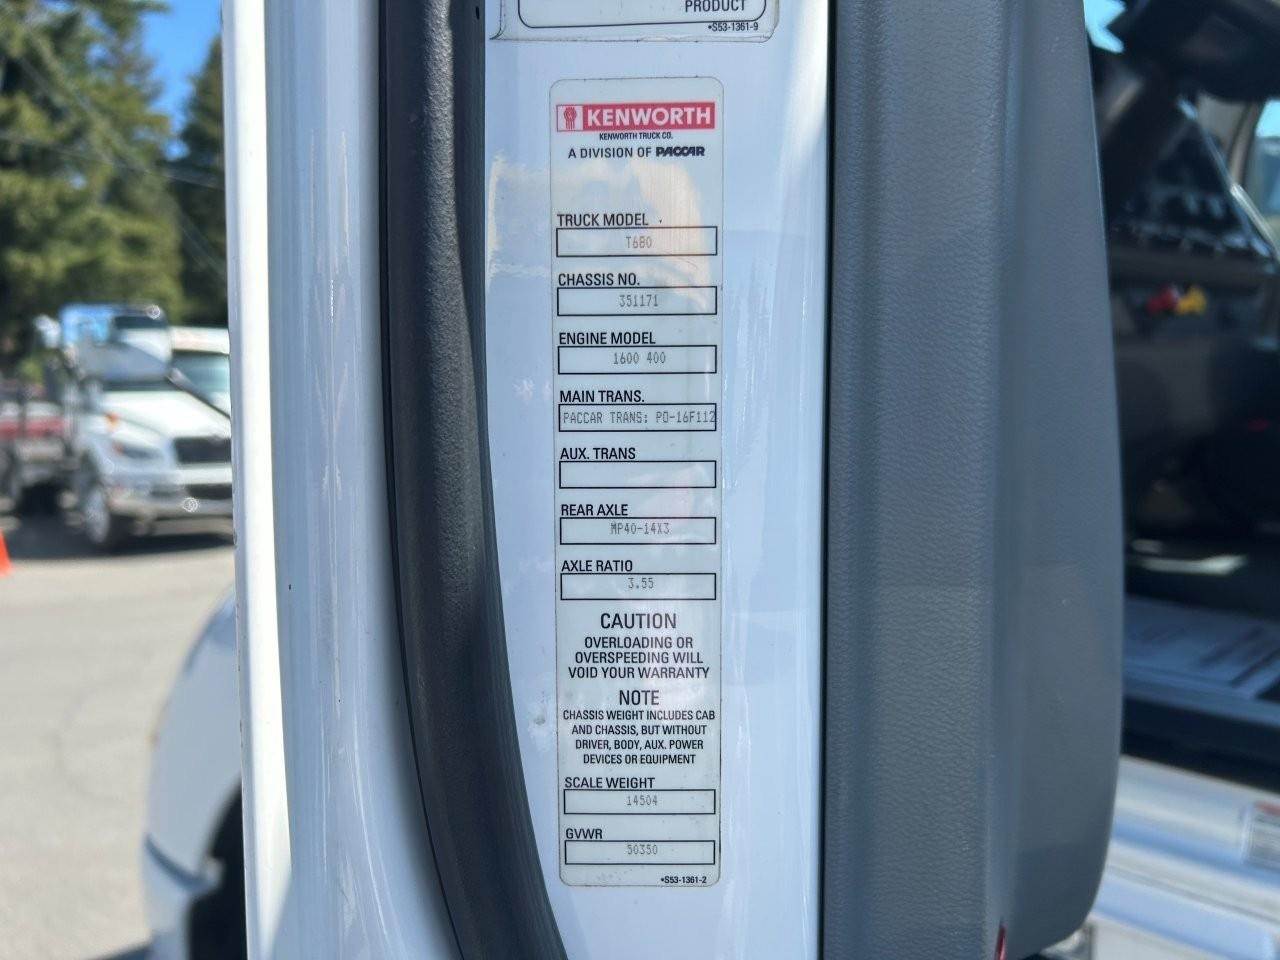 PRODUCT
*S53-1361-9
KENWORTH
KENWORTH TRUCK CO.
A DIVISION OF PACCAR
TRUCK MODEL
T680
CHASSIS NO.
351171
ENGINE MODEL
1600 400
MAIN TRANS.
PACCAR TRANS: PO-16F112
AUX. TRANS
REAR AXLE
MP40-14X3
AXLE RATIO
3.55
CAUTION
OVERLOADING OR
OVERSPEEDING WILL
VOID YOUR WARRANTY
NOTE
CHASSIS WEIGHT INCLUDES CAB
AND CHASSIS, BUT WITHOUT
DRIVER, BODY, AUX. POWER
DEVICES OR EQUIPMENT
SCALE WEIGHT
14504
GVWR
50350
*S53-1361-2